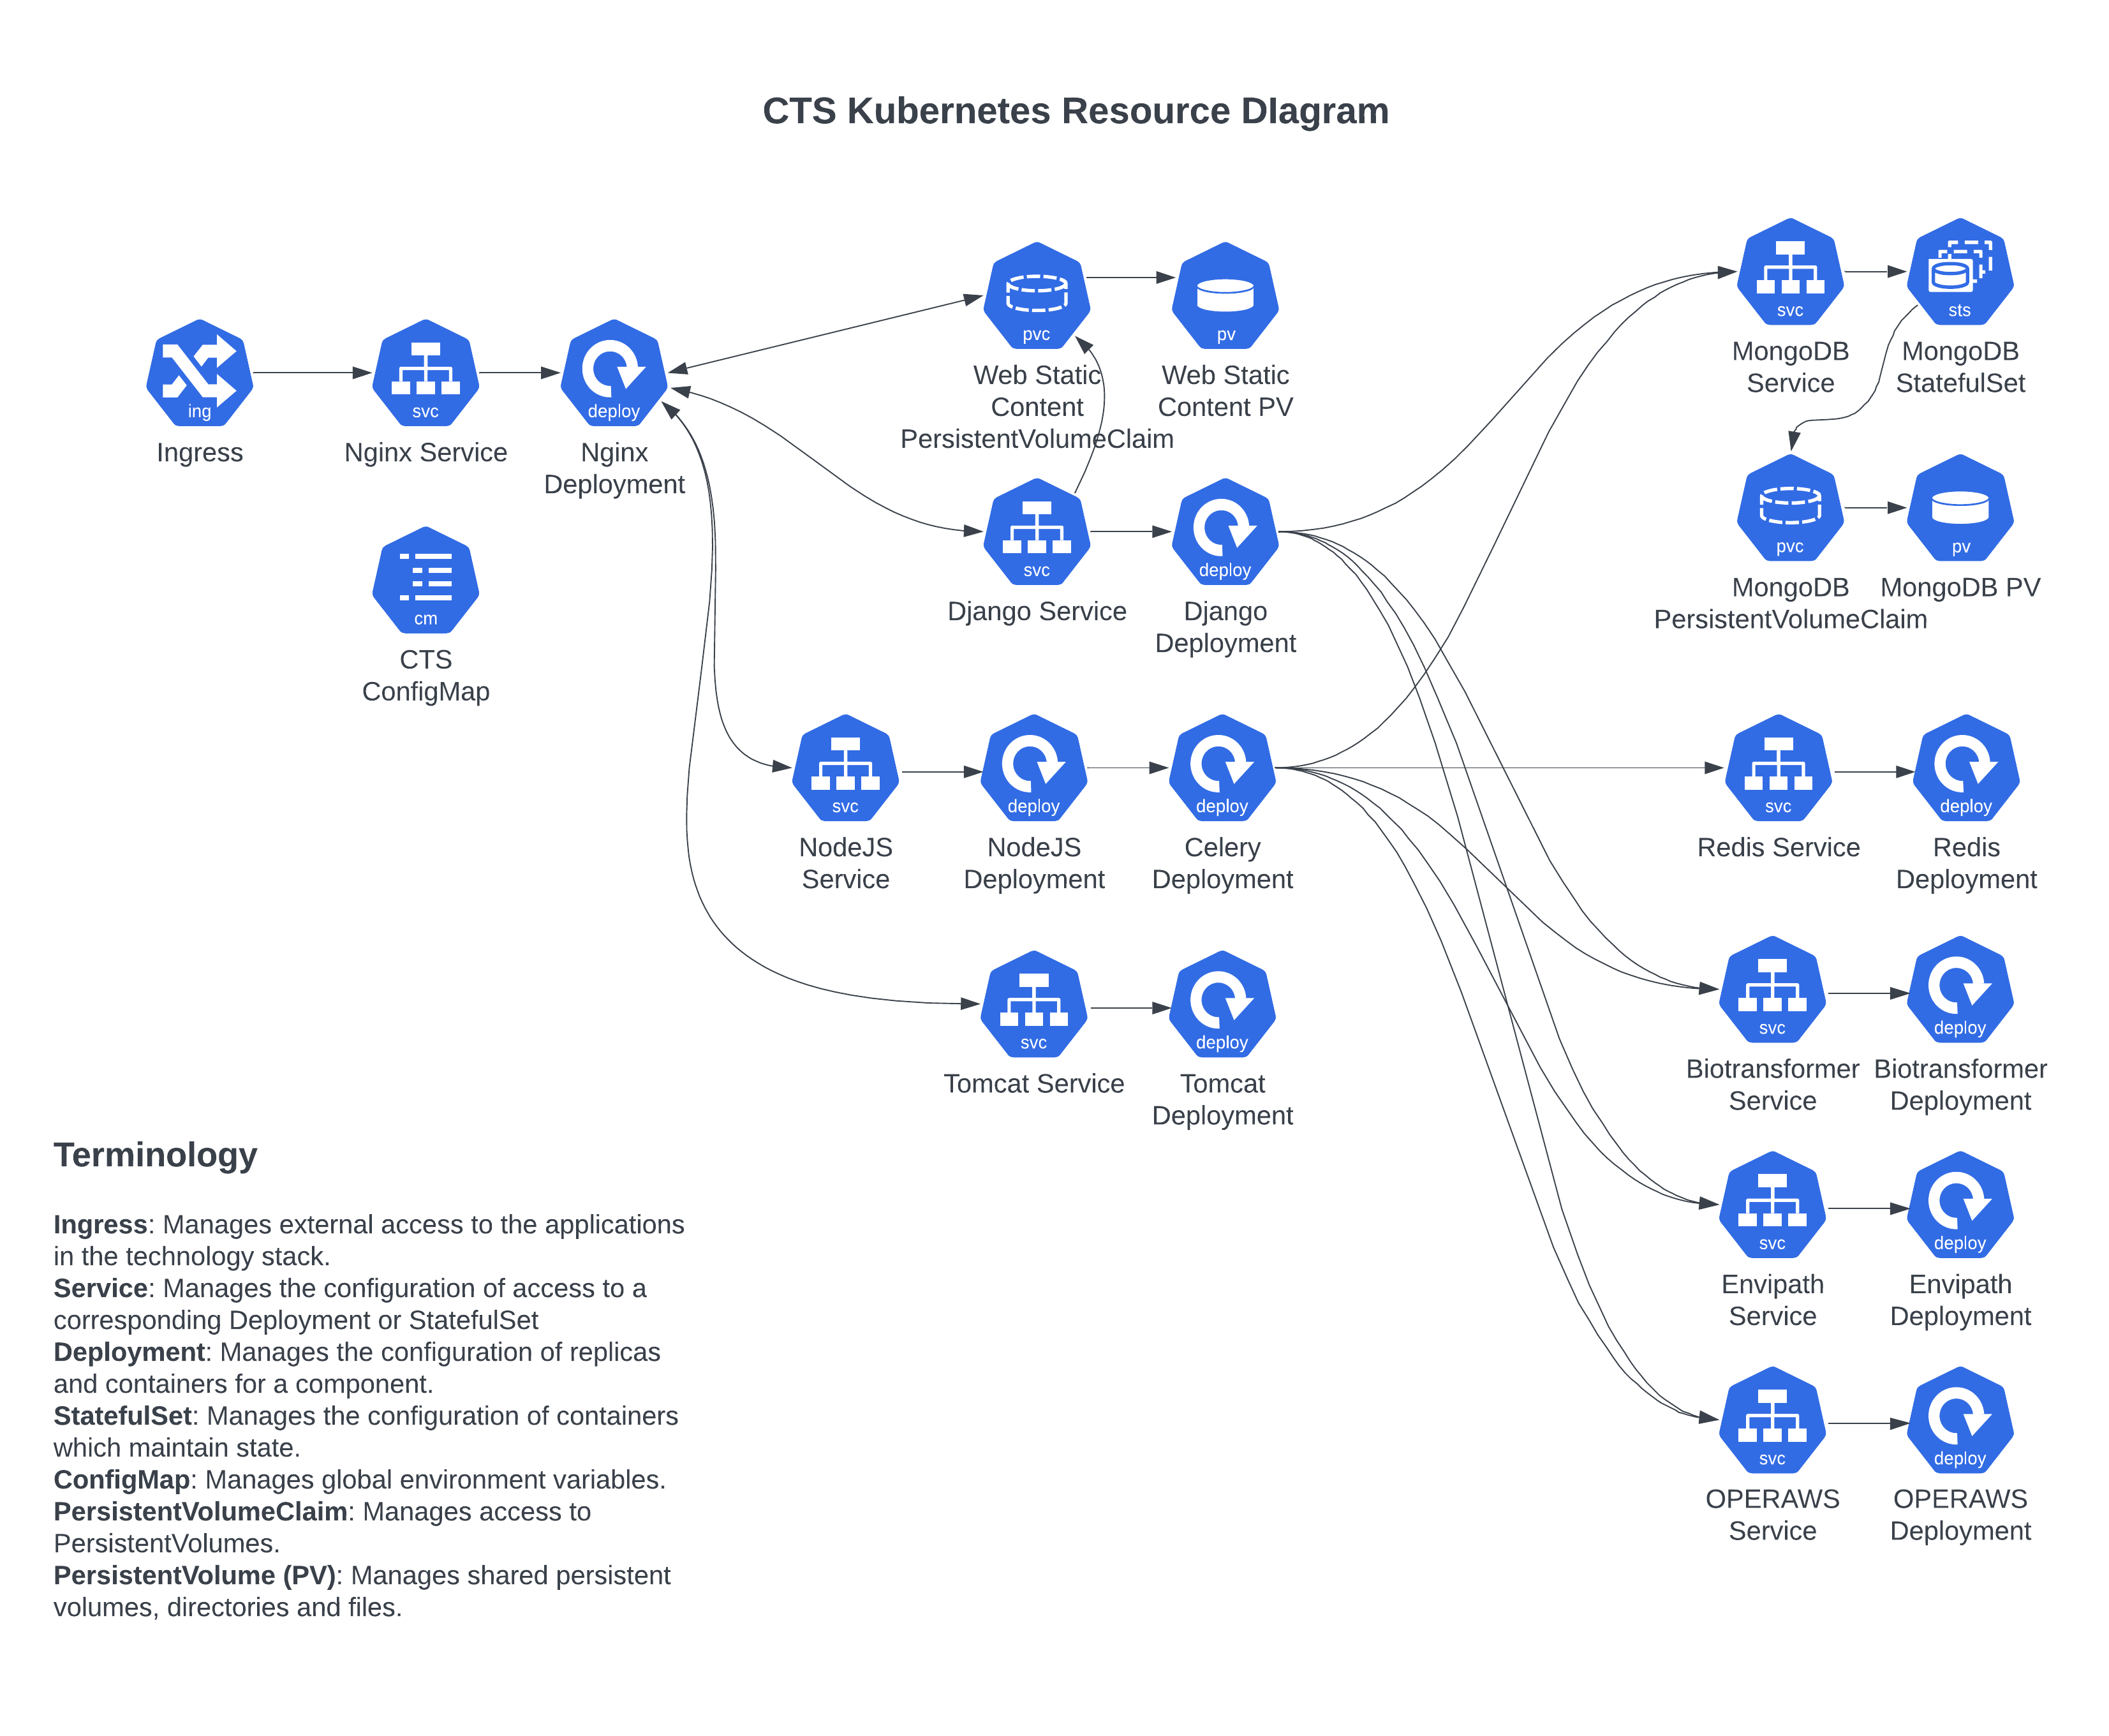 CTS Kubernetes Resource DIagram
ing
Ingress
svc
Nginx Service
deploy
Nginx
Deployment
cm
CTS
ConfigMap
pvc
Web Static
Content
PersistentVolumeClaim
pv
Web Static
Content PV
svc
Django Service
deploy
Django
Deployment
svc
NodeJS
Service
deploy
NodeJS
Deployment
deploy
Celery
Deployment
svc
Tomcat Service
deploy
Tomcat
Deployment
svc
MongoDB
Service
sts
MongoDB
StatefulSet
pvc
MongoDB
PersistentVolumeClaim
pv
MongoDB PV
svc
Redis Service
deploy
Redis
Deployment
svc
Biotransformer
Service
deploy
Biotransformer
Deployment
svc
Envipath
Service
deploy
Envipath
Deployment
svc
OPERAWS
Service
deploy
OPERAWS
Deployment
Terminology
Ingress: Manages external access to the applications
in the technology stack.
Service: Manages the configuration of access to a
corresponding Deployment or StatefulSet
Deployment: Manages the configuration of replicas
and containers for a component.
StatefulSet: Manages the configuration of containers
which maintain state.
ConfigMap: Manages global environment variables.
PersistentVolumeClaim: Manages access to
PersistentVolumes.
PersistentVolume (PV): Manages shared persistent
volumes, directories and files.